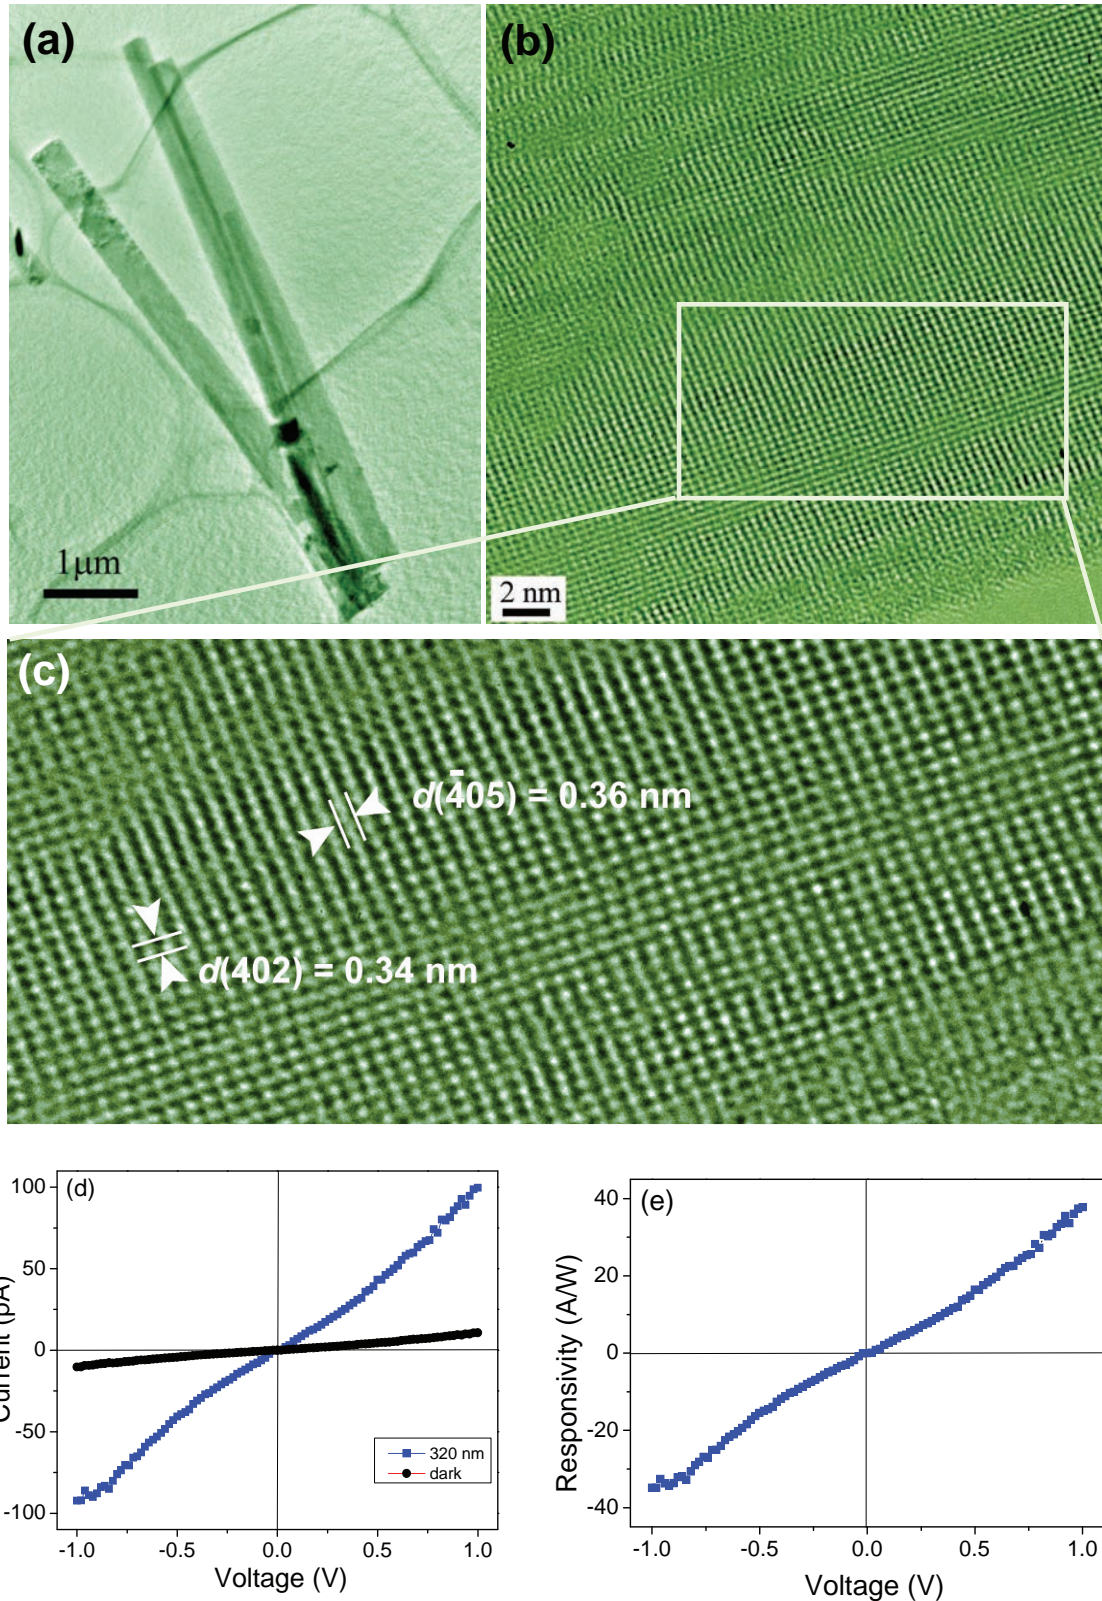 (a)
(b)
1µm
2 nm
(c)
d(4̄05) = 0.36 nm
d(402) = 0.34 nm
(d)
100
50
0
-50
-100
Current (pA)
-1.0 -0.5 0.0 0.5 1.0
Voltage (V)
320 nm
dark
(e)
40
20
0
-20
-40
Responsivity (A/W)
-1.0 -0.5 0.0 0.5 1.0
Voltage (V)